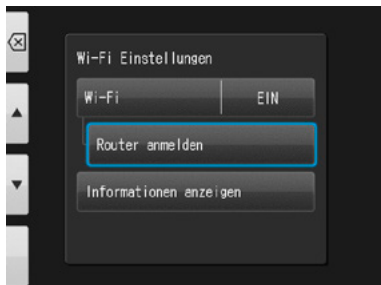 Wi-Fi Einstellungen
Wi-Fi EIN
Router anmelden
Informationen anzeigen